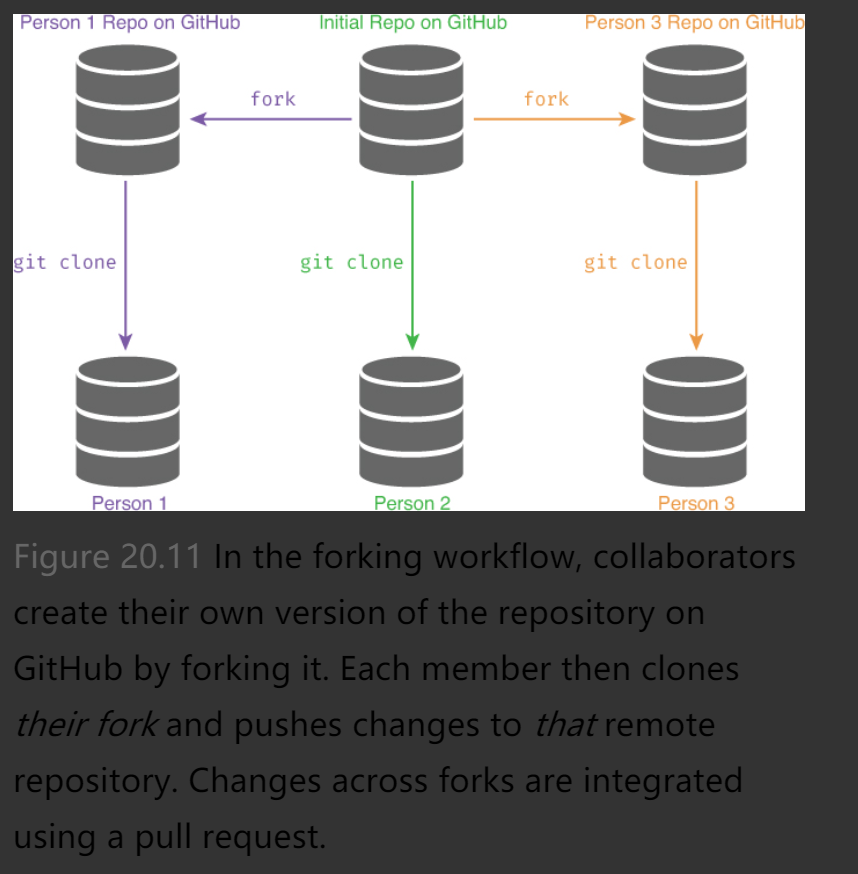 Person 1 Repo on GitHub
Initial Repo on GitHub
Person 3 Repo on GitHub
fork
fork
git clone
git clone
git clone
Person 1
Person 2
Person 3
Figure 20.11 In the forking workflow, collaborators
create their own version of the repository on
GitHub by forking it. Each member then clones
their fork and pushes changes to that remote
repository. Changes across forks are integrated
using a pull request.